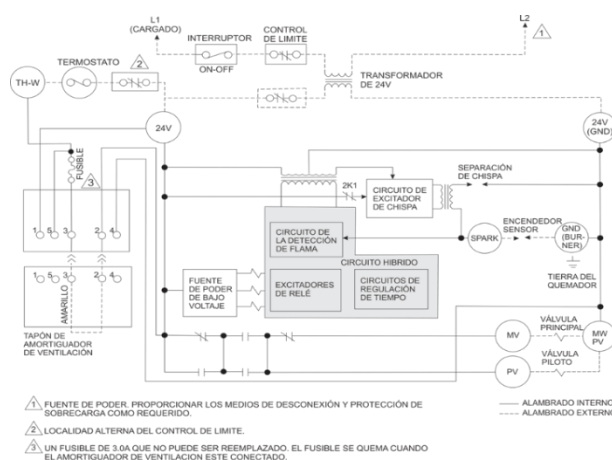 L1
(CARGADO)
INTERRUPTOR
ON-OFF
CONTROL
DE LIMITE
L2
1
TH-W
TERMOSTATO
2
TRANSFORMADOR
DE 24V
24V
24V
(GND)
FUSIBLE
3
1 5 3 2 4
2K1
CIRCUITO DE
EXCITADOR
DE CHISPA
SEPARACIÓN
DE CHISPA
CIRCUITO DE
LA DETECCIÓN
DE FLAMA
SPARK
ENCENDEDOR
SENSOR
GND
(BUR-
NER)
TIERRA DEL
QUEMADOR
CIRCUITO HIBRIDO
1 5 3 2 4
AMARILLO
FUENTE
DE PODER
DE BAJO
VOLTAJE
EXCITADORES
DE RELÉ
CIRCUITOS DE
REGULACIÓN
DE TIEMPO
TAPÓN DE
AMORTIGUADOR
DE VENTILACIÓN
MV
VÁLVULA
PRINCIPAL
MW
PV
PV
VÁLVULA
PILOTO
1 FUENTE DE PODER. PROPORCIONAR LOS MEDIOS DE DESCONEXIÓN Y PROTECCIÓN DE
SOBRECARGA COMO REQUERIDO.
2 LOCALIDAD ALTERNA DEL CONTROL DE LIMITE.
3 UN FUSIBLE DE 3.0A QUE NO PUEDE SER REEMPLAZADO. EL FUSIBLE SE QUEMA CUANDO
EL AMORTIGUADOR DE VENTILACION ESTE CONECTADO.
ALAMBRADO INTERNO
ALAMBRADO EXTERNO